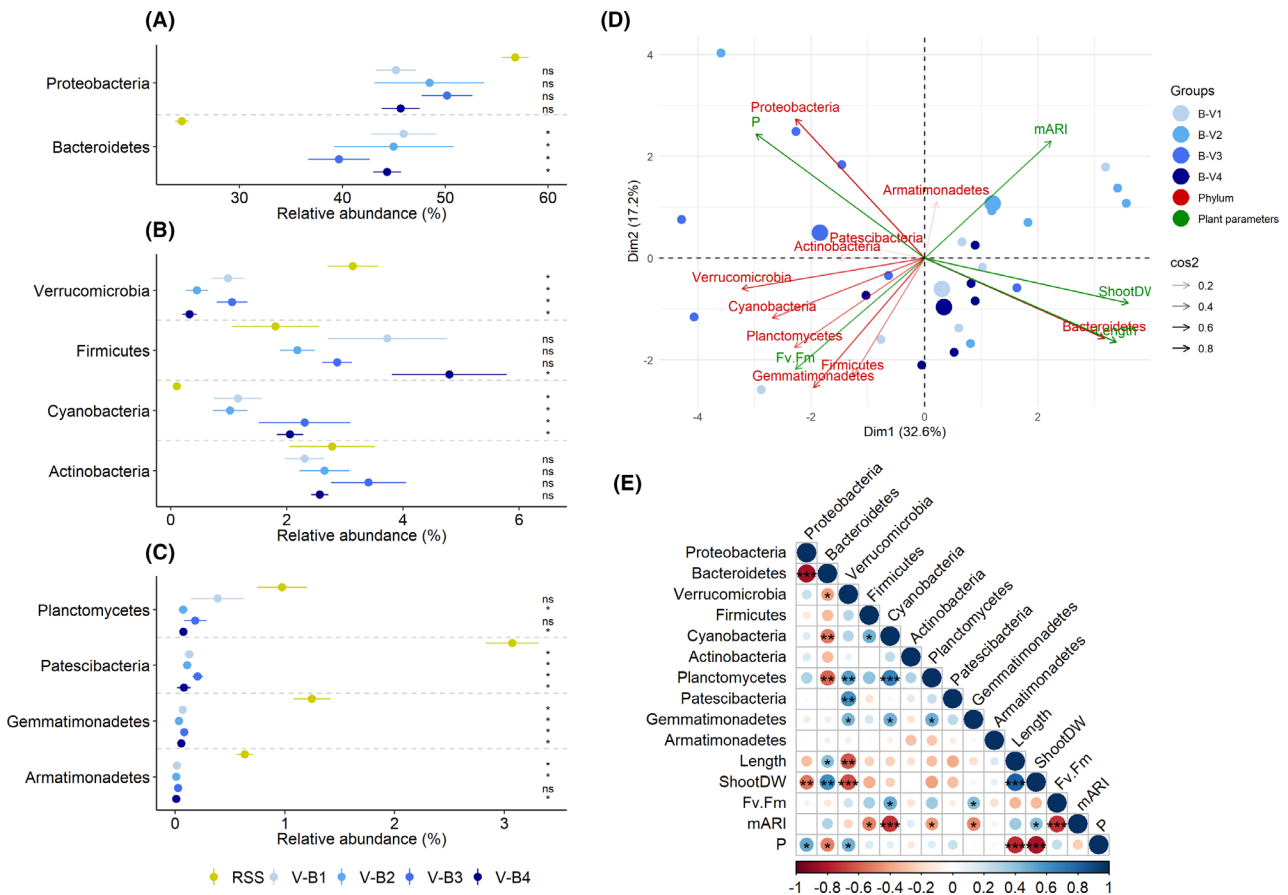 (A)
Proteobacteria
ns
ns
ns
ns
Bacteroidetes
*
*
*
*
30 40 50 60
Relative abundance (%)
(B)
Verrucomicrobia
*
*
*
*
Firmicutes
ns
ns
ns
*
Cyanobacteria
*
*
*
*
Actinobacteria
ns
ns
ns
ns
0 2 4 6
Relative abundance (%)
(C)
Planctomycetes
ns
*
ns
*
Patescibacteria
*
*
*
*
Gemmatimonadetes
*
*
*
*
Armatimonadetes
*
*
ns
*
0 1 2 3
Relative abundance (%)
RSS V-B1 V-B2 V-B3 V-B4
(D)
Dim2 (17.2%)
4
2
0
-2
Proteobacteria
P
mARI
Armatimonadetes
Patescibacteria
Actinobacteria
Verrucomicrobia
Cyanobacteria
Planctomycetes
Fv.Fm
Firmicutes
Gemmatimonadetes
ShootDW
Bacteroidetes
Length
-4 -2 0 2
Dim1 (32.6%)
Groups
B-V1
B-V2
B-V3
B-V4
Phylum
Plant parameters
cos2
0.2
0.4
0.6
0.8
(E)
Proteobacteria
Bacteroidetes
Verrucomicrobia
Firmicutes
Cyanobacteria
Actinobacteria
Planctomycetes
Patescibacteria
Gemmatimonadetes
Armatimonadetes
Length
ShootDW
Fv.Fm
mARI
P
Proteobacteria
Bacteroidetes ***
Verrucomicrobia *
Firmicutes
Cyanobacteria ** *
Actinobacteria
Planctomycetes ** ** ***
Patescibacteria **
Gemmatimonadetes * * *
Armatimonadetes
Length * **
ShootDW ** ** *** ***
Fv.Fm * *
mARI * *** * * * ***
P * * * *** ***
-1 -0.8 -0.6 -0.4 -0.2 0 0.2 0.4 0.6 0.8 1